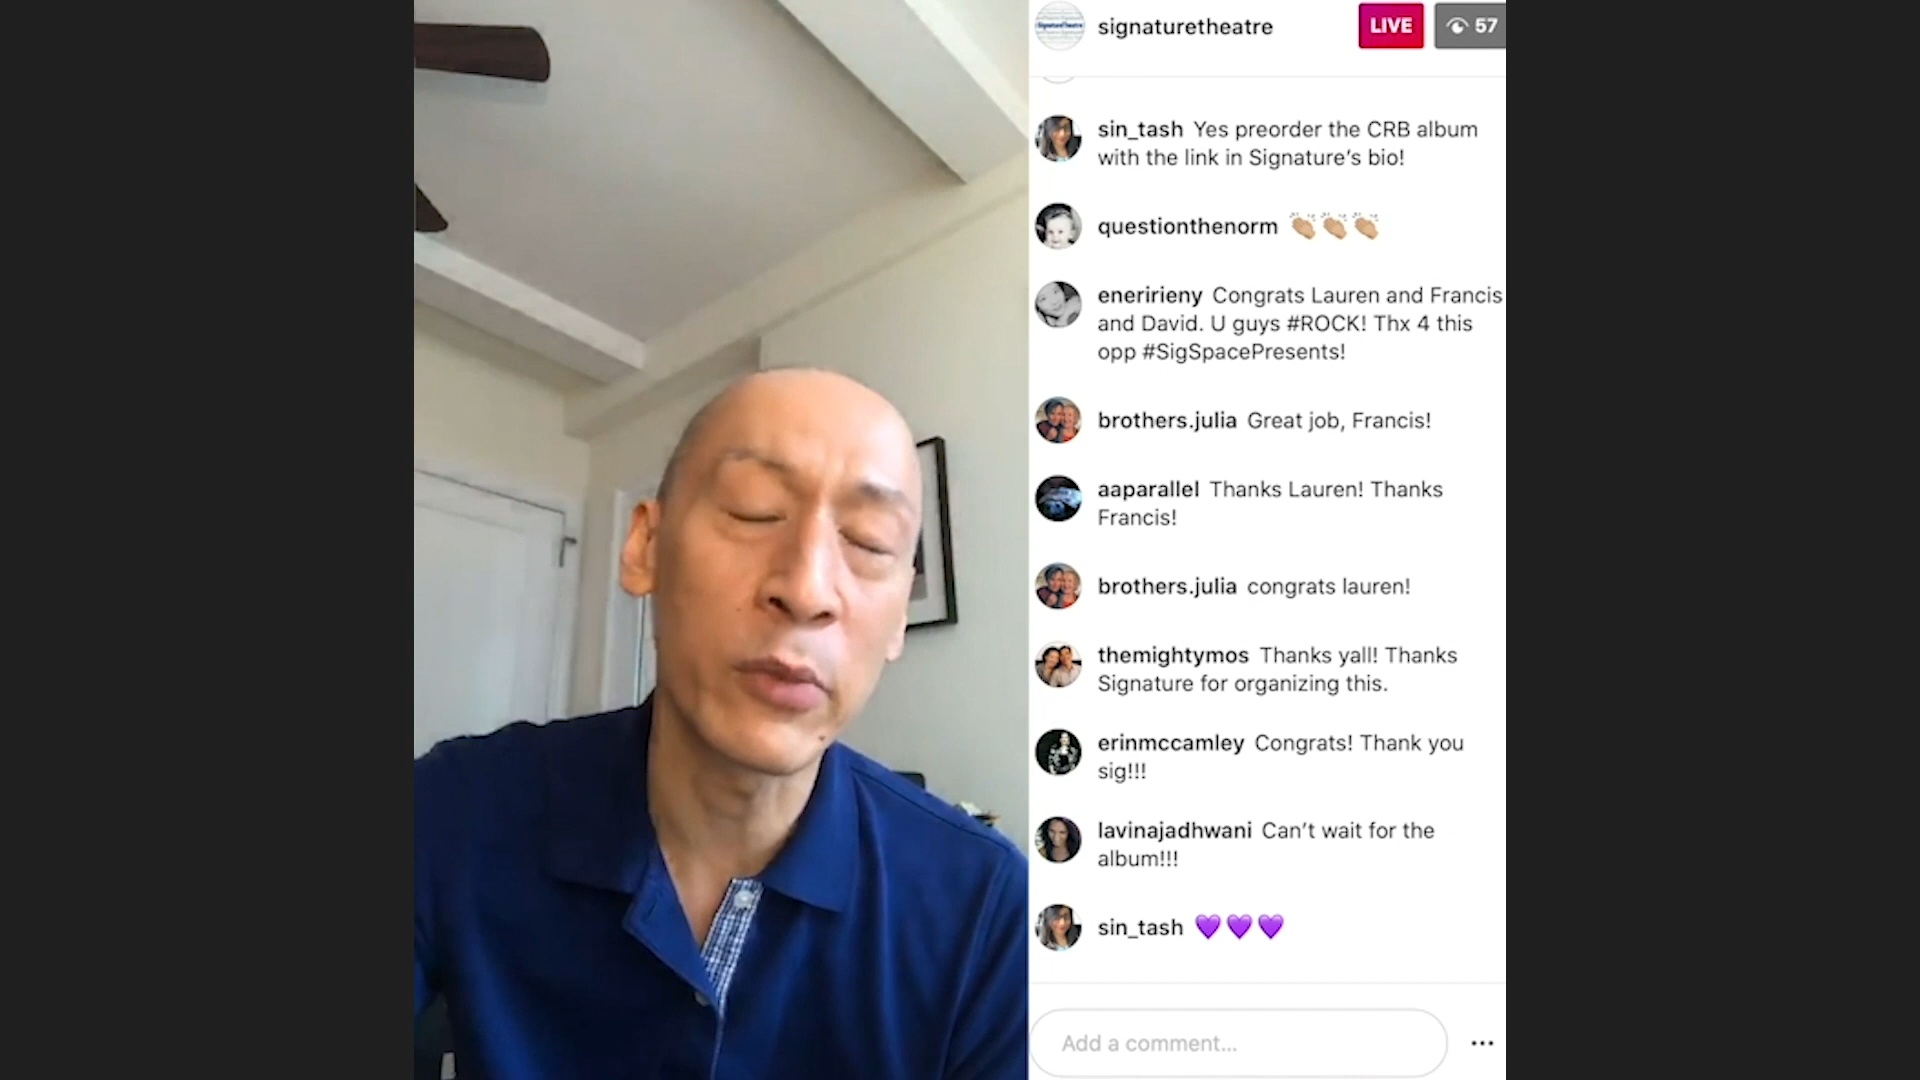 signaturetheatre
LIVE
57
sin_tash Yes preorder the CRB album
with the link in Signature's bio!
questionthenorm 👏🏼👏🏼👏🏼
eneririeny Congrats Lauren and Francis
and David. U guys #ROCK! Thx 4 this
opp #SigSpacePresents!
brothers.julia Great job, Francis!
aaparallel Thanks Lauren! Thanks
Francis!
brothers.julia congrats lauren!
themightymos Thanks yall! Thanks
Signature for organizing this.
erinmccamley Congrats! Thank you
sig!!!
lavinajadhwani Can't wait for the
album!!!
sin_tash 💜💜💜
Add a comment...